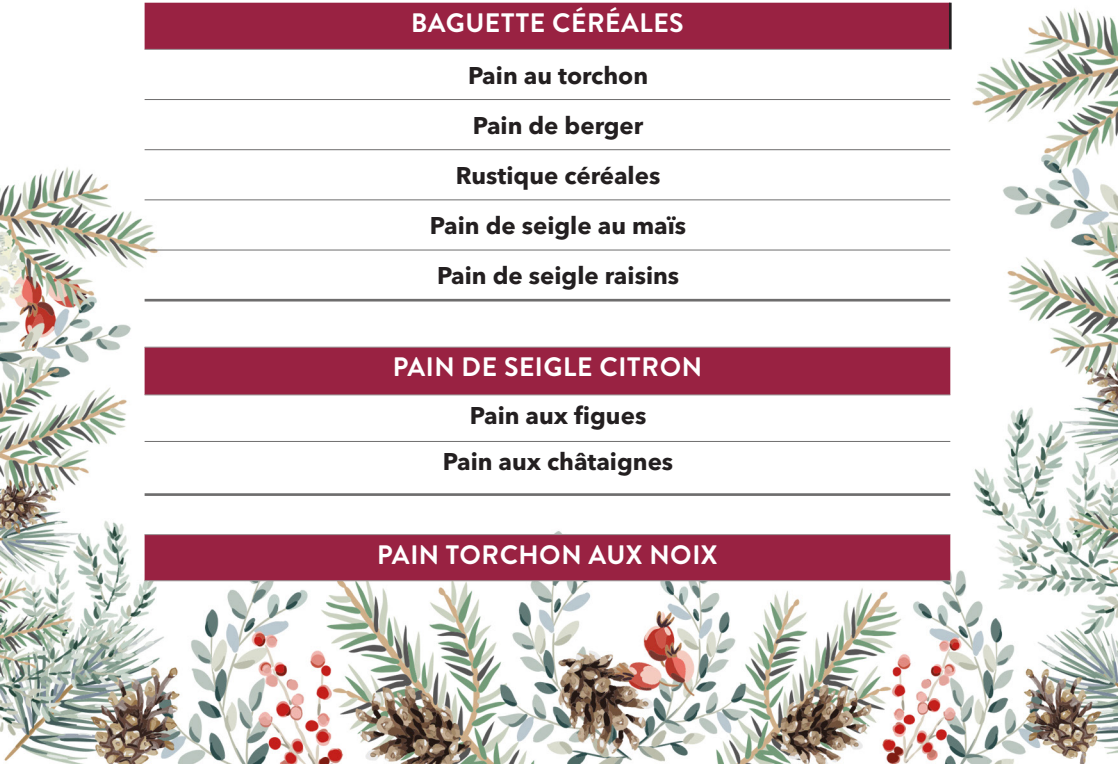 BAGUETTE CÉRÉALES
Pain au torchon
Pain de berger
Rustique céréales
Pain de seigle au maïs
Pain de seigle raisins
PAIN DE SEIGLE CITRON
Pain aux figues
Pain aux châtaignes
PAIN TORCHON AUX NOIX